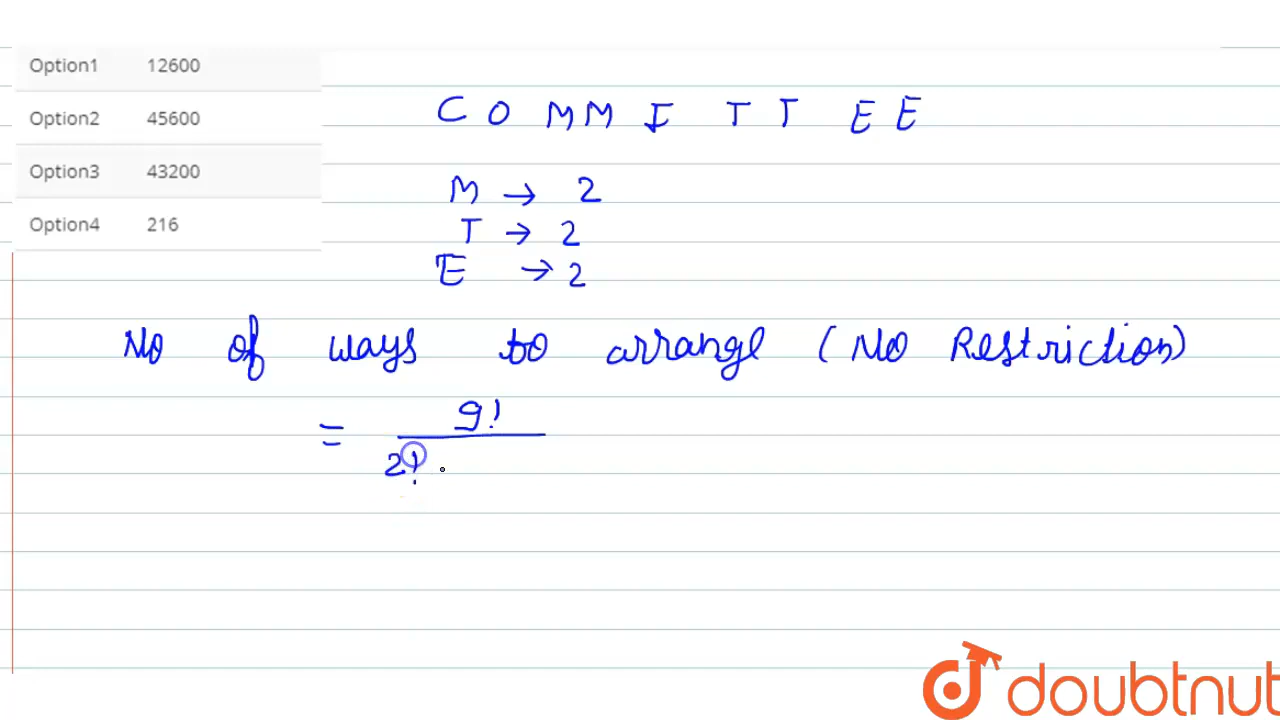 Option1 12600
Option2 45600
Option3 43200
Option4 216
C O M M I T T E E
M → 2
T → 2
E → 2
No of ways to arrange (No Restriction)
= 9!
2! .
doubtnut